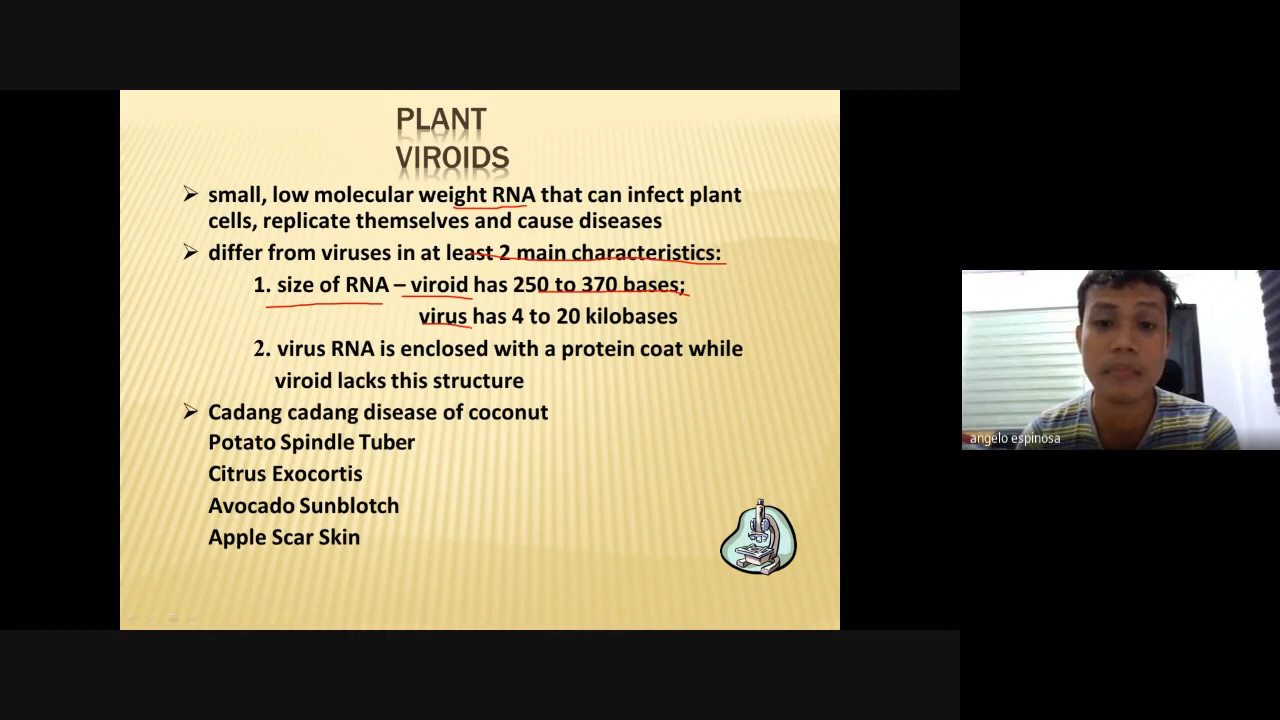 PLANT
VIROIDS
➢ small, low molecular weight RNA that can infect plant
cells, replicate themselves and cause diseases
➢ differ from viruses in at least 2 main characteristics:
1. size of RNA – viroid has 250 to 370 bases;
virus has 4 to 20 kilobases
2. virus RNA is enclosed with a protein coat while
viroid lacks this structure
➢ Cadang cadang disease of coconut
Potato Spindle Tuber
Citrus Exocortis
Avocado Sunblotch
Apple Scar Skin
angelo espinosa